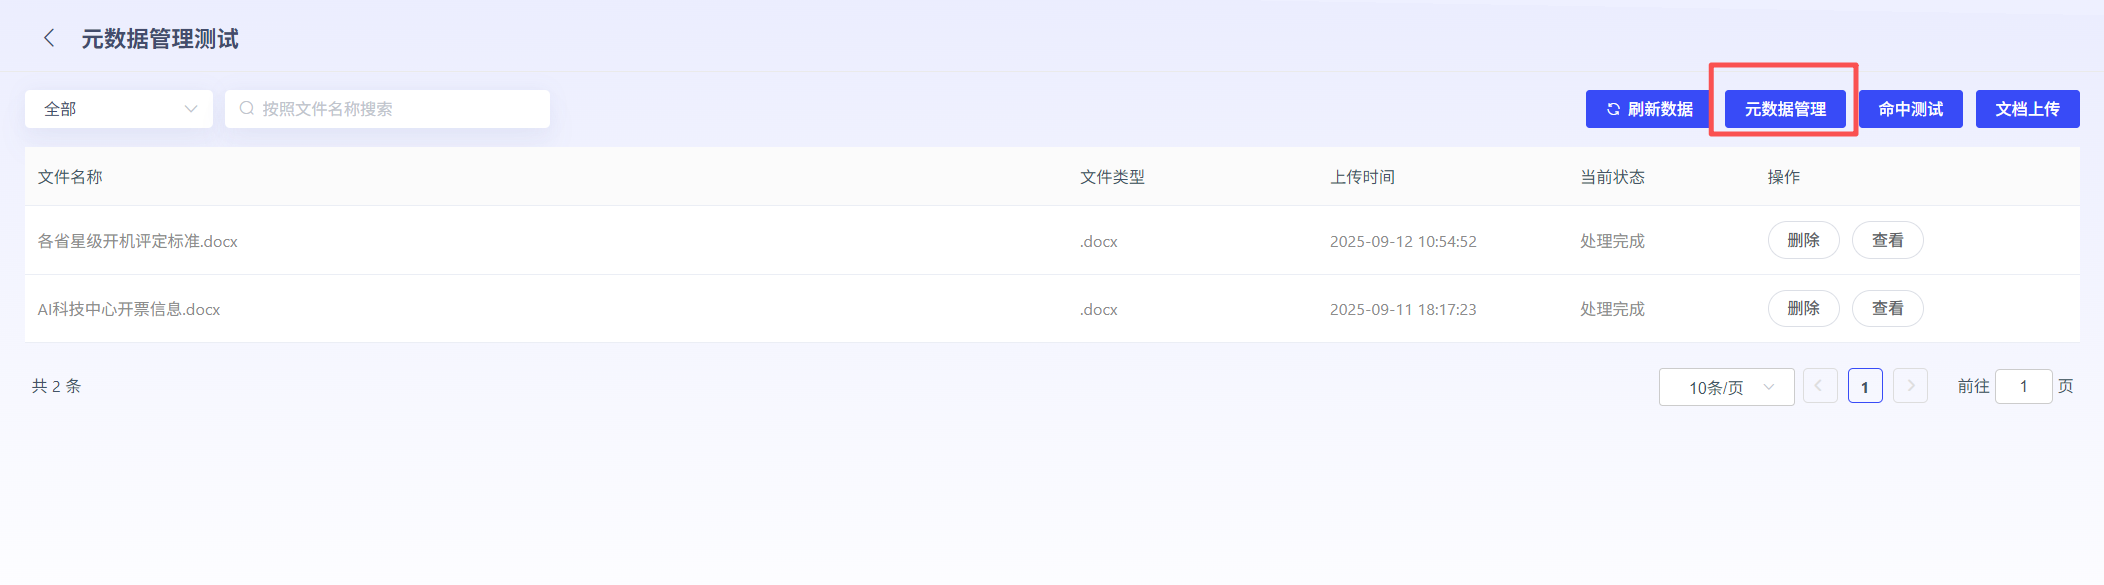 元数据管理测试
全部 按照文件名称搜索 刷新数据 元数据管理 命中测试 文档上传
文件名称 文件类型 上传时间 当前状态 操作
各省星级开机评定标准.docx .docx 2025-09-12 10:54:52 处理完成 删除 查看
AI科技中心开票信息.docx .docx 2025-09-11 18:17:23 处理完成 删除 查看
共 2 条 10条/页 1 前往 1 页